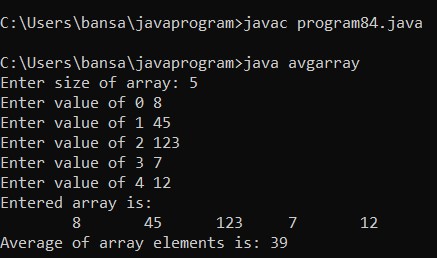 C:\Users\bansa\javaprogram>javac program84.java
C:\Users\bansa\javaprogram>java avgarray
Enter size of array: 5
Enter value of 0 8
Enter value of 1 45
Enter value of 2 123
Enter value of 3 7
Enter value of 4 12
Entered array is:
8 45 123 7 12
Average of array elements is: 39